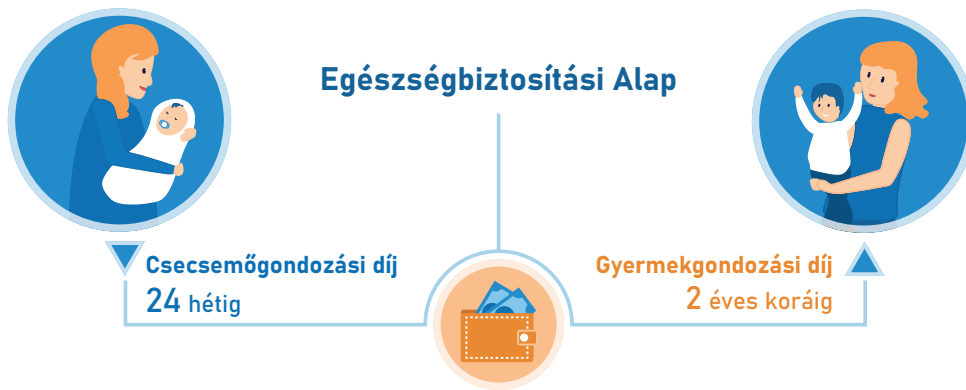 Egészségbiztosítási Alap
Csecsemőgondozási díj
24 hétig
Gyermekgondozási díj
2 éves koráig